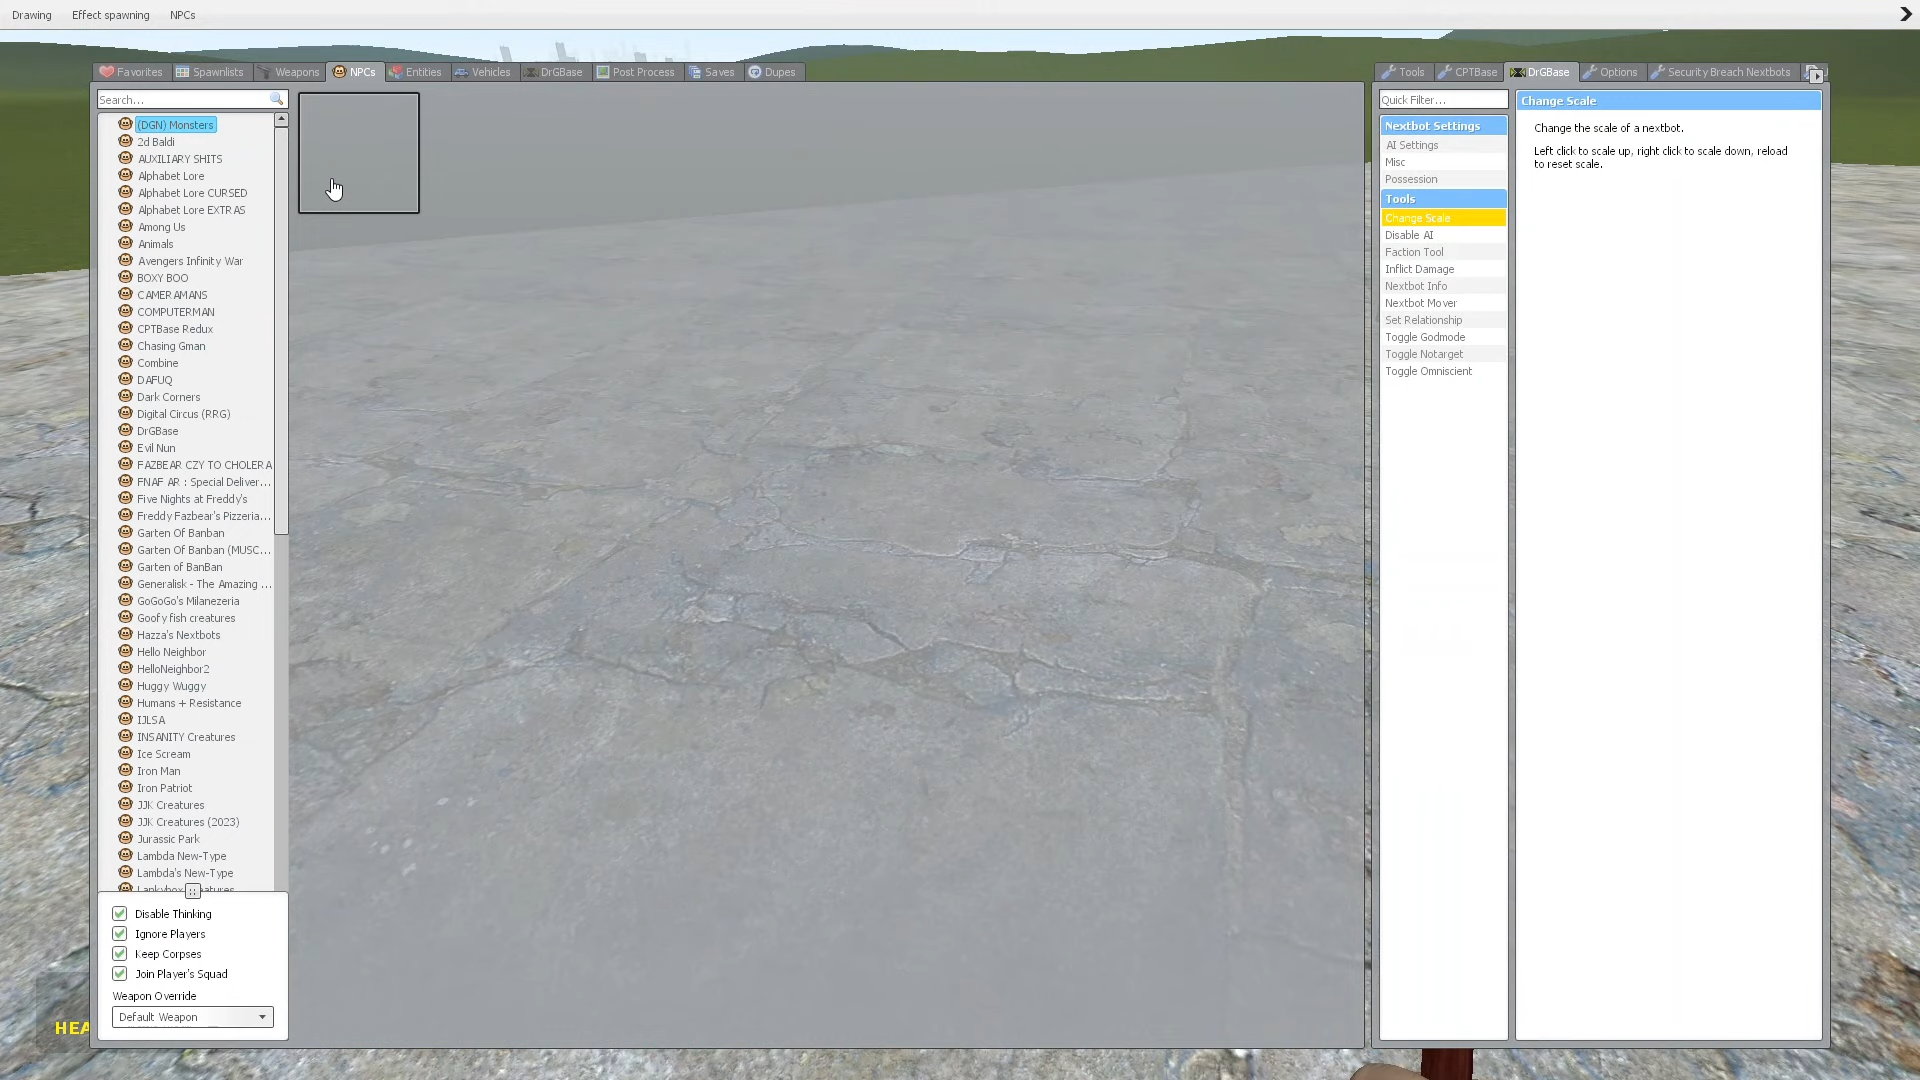 Drawing Effect spawning NPCs
Favorites Spawnlists Weapons NPCs Entities Vehicles DrGBase Post Process Saves Dupes
Search...
(DGN) Monsters
2d Baldi
AUXILIARY SHITS
Alphabet Lore
Alphabet Lore CURSED
Alphabet Lore EXTRAS
Among Us
Animals
Avengers Infinity War
BOXY BOO
CAMERAMANS
COMPUTERMAN
CPTBase Redux
Chasing Gman
Combine
DAFUQ
Dark Corners
Digital Circus (RRG)
DrGBase
Evil Nun
FAZBEAR CZY TO CHOLERA
FNAF AR : Special Deliver...
Five Nights at Freddy's
Freddy Fazbear's Pizzeria...
Garten Of Banban
Garten Of Banban (MUSC...
Garten of BanBan
Generalisk - The Amazing ...
GoGoGo's Milanezeria
Goofy fish creatures
Hazza's Nextbots
Hello Neighbor
HelloNeighbor2
Huggy Wuggy
Humans + Resistance
IJLSA
INSANITY Creatures
Ice Scream
Iron Man
Iron Patriot
JJK Creatures
JJK Creatures (2023)
Jurassic Park
Lambda New-Type
Lambda's New-Type
Disable Thinking
Ignore Players
Keep Corpses
Join Player's Squad
Weapon Override
Default Weapon
HEA
Tools CPTBase DrGBase Options Security Breach Nextbots
Quick Filter...
Nextbot Settings
AI Settings
Misc
Possession
Tools
Change Scale
Disable AI
Faction Tool
Inflict Damage
Nextbot Info
Nextbot Mover
Set Relationship
Toggle Godmode
Toggle Notarget
Toggle Omniscient
Change Scale
Change the scale of a nextbot.
Left click to scale up, right click to scale down, reload
to reset scale.